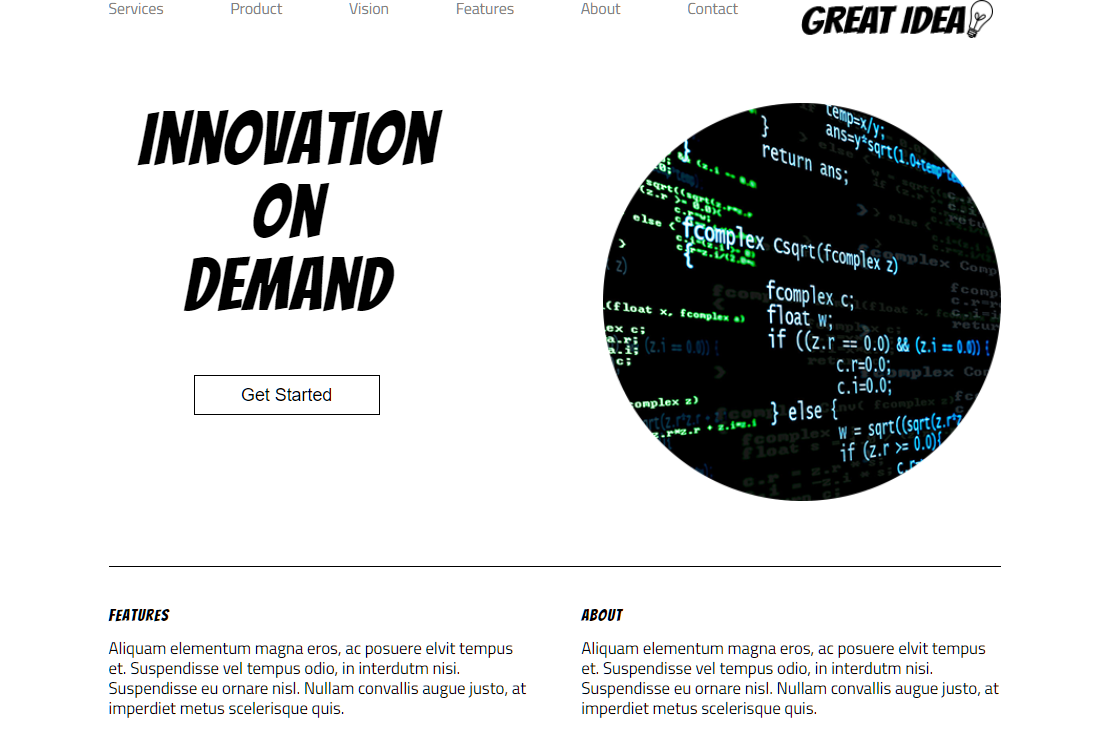 Services Product Vision Features About Contact GREAT IDEA
INNOVATION
ON
DEMAND
Get Started
temp=x/y;
}
ans=y*sqrt(1.0+temp*
return ans;
fcomplex Csqrt(fcomplex z)
{
fcomplex c;
float w;
if ((z.r == 0.0) && (z.i == 0.0)) {
c.r=0.0;
c.i=0.0;
} else {
w = sqrt((sqrt(z.r*z
if (z.r >= 0.0){
else {
(float x, fcomplex a)
ex c;
omplex z)
FEATURES
Aliquam elementum magna eros, ac posuere elvit tempus
et. Suspendisse vel tempus odio, in interdutm nisi.
Suspendisse eu ornare nisl. Nullam convallis augue justo, at
imperdiet metus scelerisque quis.
ABOUT
Aliquam elementum magna eros, ac posuere elvit tempus
et. Suspendisse vel tempus odio, in interdutm nisi.
Suspendisse eu ornare nisl. Nullam convallis augue justo, at
imperdiet metus scelerisque quis.